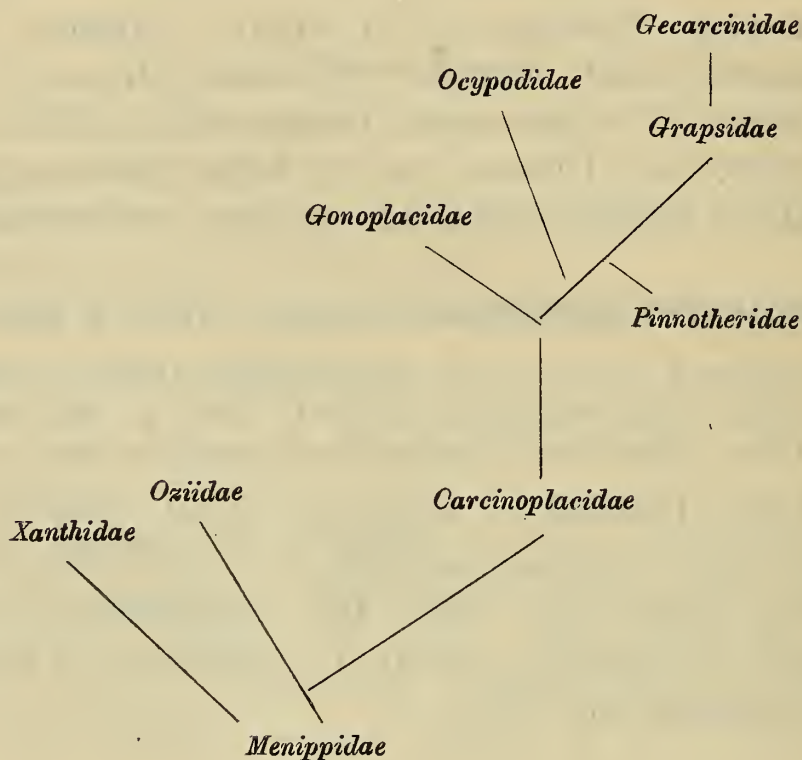 Gecarcinidae
Ocypodidae
Grapsidae
Gonoplacidae
Pinnotheridae
Oziidae
Carcinoplacidae
Xanthidae
Menippidae